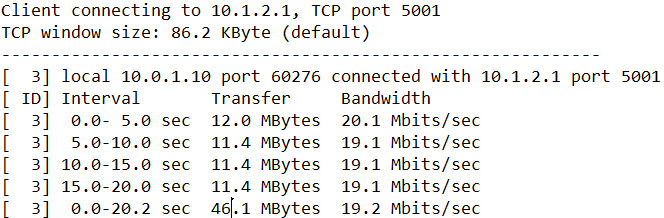 Client connecting to 10.1.2.1, TCP port 5001
TCP window size: 86.2 KByte (default)
------------------------------------------------------------
[  3] local 10.0.1.10 port 60276 connected with 10.1.2.1 port 5001
[ ID] Interval       Transfer     Bandwidth
[  3]  0.0- 5.0 sec  12.0 MBytes  20.1 Mbits/sec
[  3]  5.0-10.0 sec  11.4 MBytes  19.1 Mbits/sec
[  3] 10.0-15.0 sec  11.4 MBytes  19.1 Mbits/sec
[  3] 15.0-20.0 sec  11.4 MBytes  19.1 Mbits/sec
[  3]  0.0-20.2 sec  46.1 MBytes  19.2 Mbits/sec